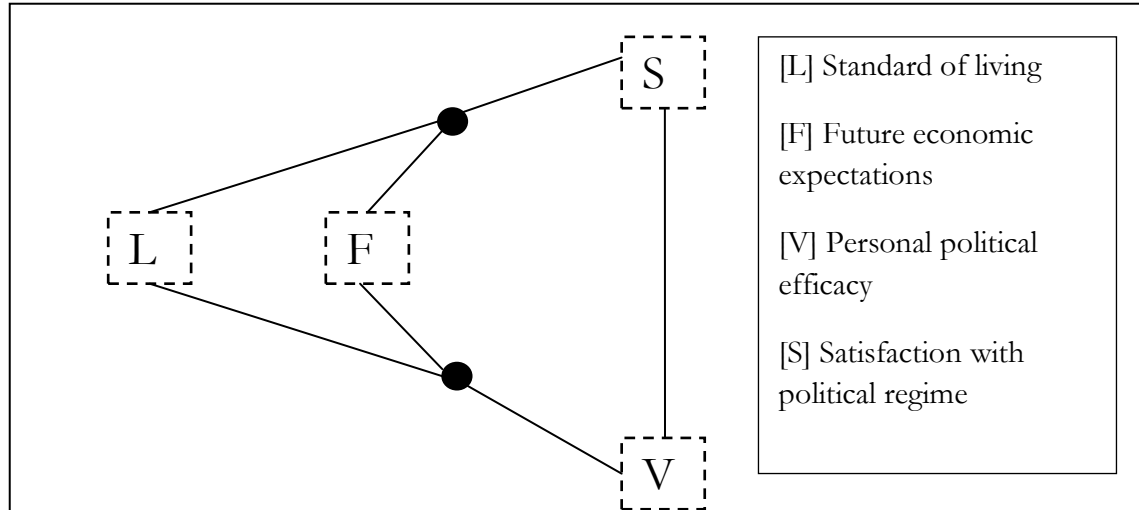 S
L
F
V
[L] Standard of living
[F] Future economic
expectations
[V] Personal political
efficacy
[S] Satisfaction with
political regime